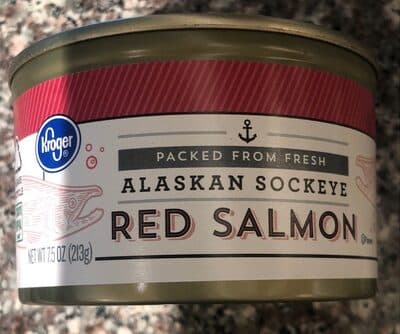 Kroger®
PACKED FROM FRESH
ALASKAN SOCKEYE
RED SALMON
NET WT 7.5 OZ (213g)